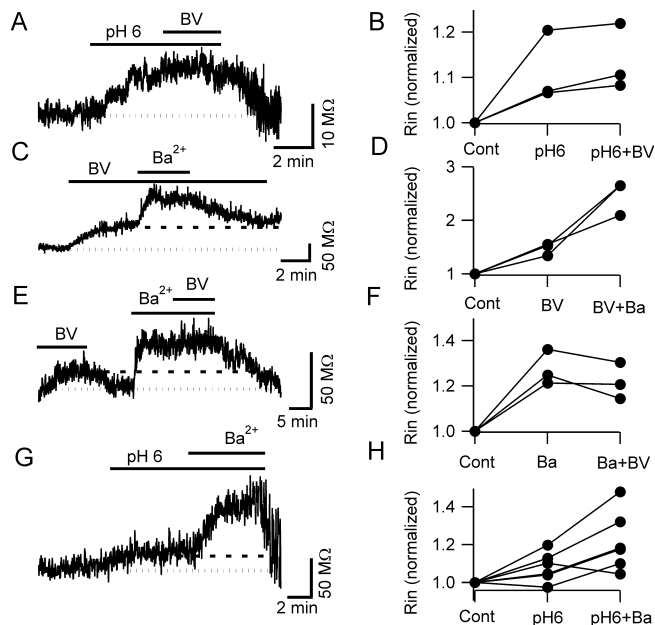 A
pH 6
BV
10 MΩ
2 min
B
Rin (normalized)
1.2
1.1
1.0
Cont
pH6
pH6+BV
C
BV
Ba2+
50 MΩ
2 min
D
Rin (normalized)
3
2
1
Cont
BV
BV+Ba
E
BV
Ba2+
BV
50 MΩ
5 min
F
Rin (normalized)
1.4
1.2
1.0
Cont
Ba
Ba+BV
G
pH 6
Ba2+
50 MΩ
2 min
H
Rin (normalized)
1.4
1.2
1.0
Cont
pH6
pH6+Ba